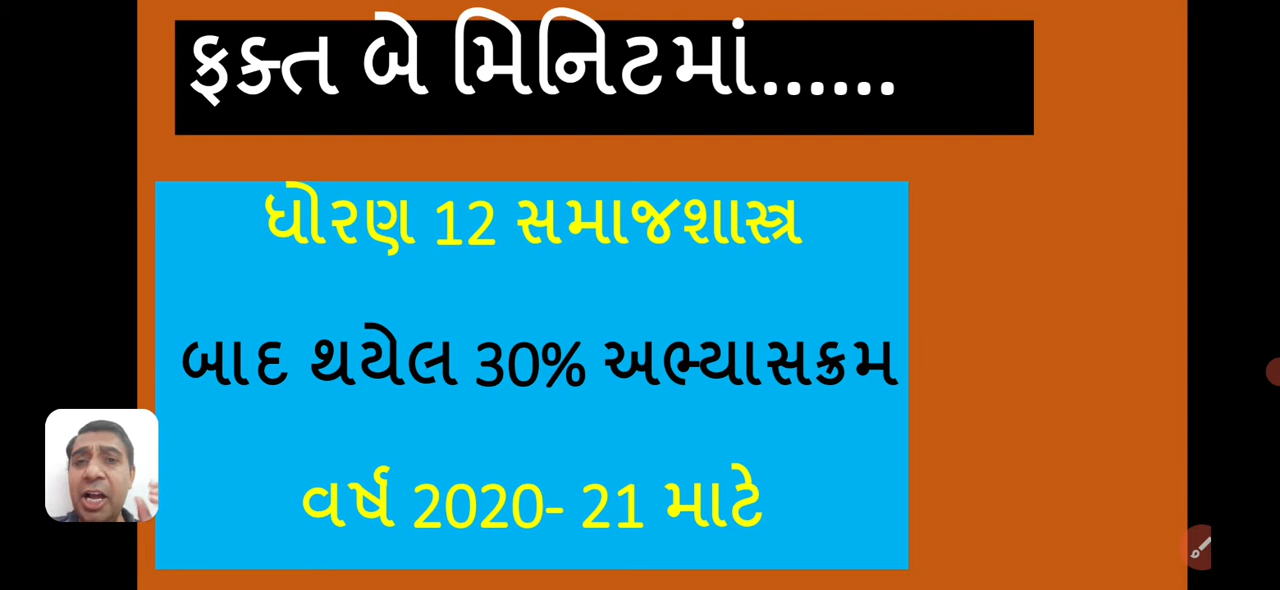 ફક્ત બે મિનિટમાં......
ધોરણ 12 સમાજશાસ્ત્ર
બાદ થયેલ 30% અભ્યાસક્રમ
વર્ષ 2020- 21 માટે